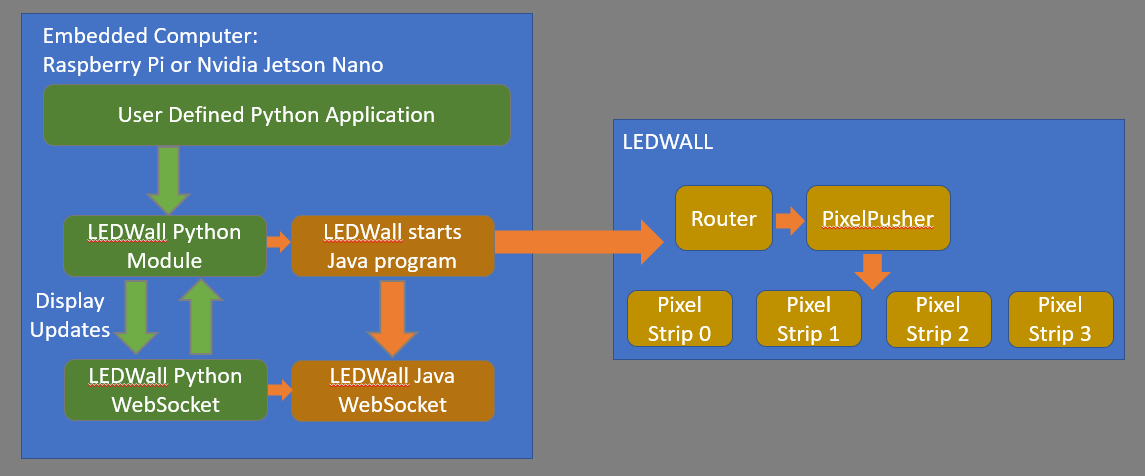 Embedded Computer:
Raspberry Pi or Nvidia Jetson Nano
User Defined Python Application
LEDWall Python
Module
LEDWall starts
Java program
Display
Updates
LEDWall Python
WebSocket
LEDWall Java
WebSocket
LEDWALL
Router
PixelPusher
Pixel
Strip 0
Pixel
Strip 1
Pixel
Strip 2
Pixel
Strip 3